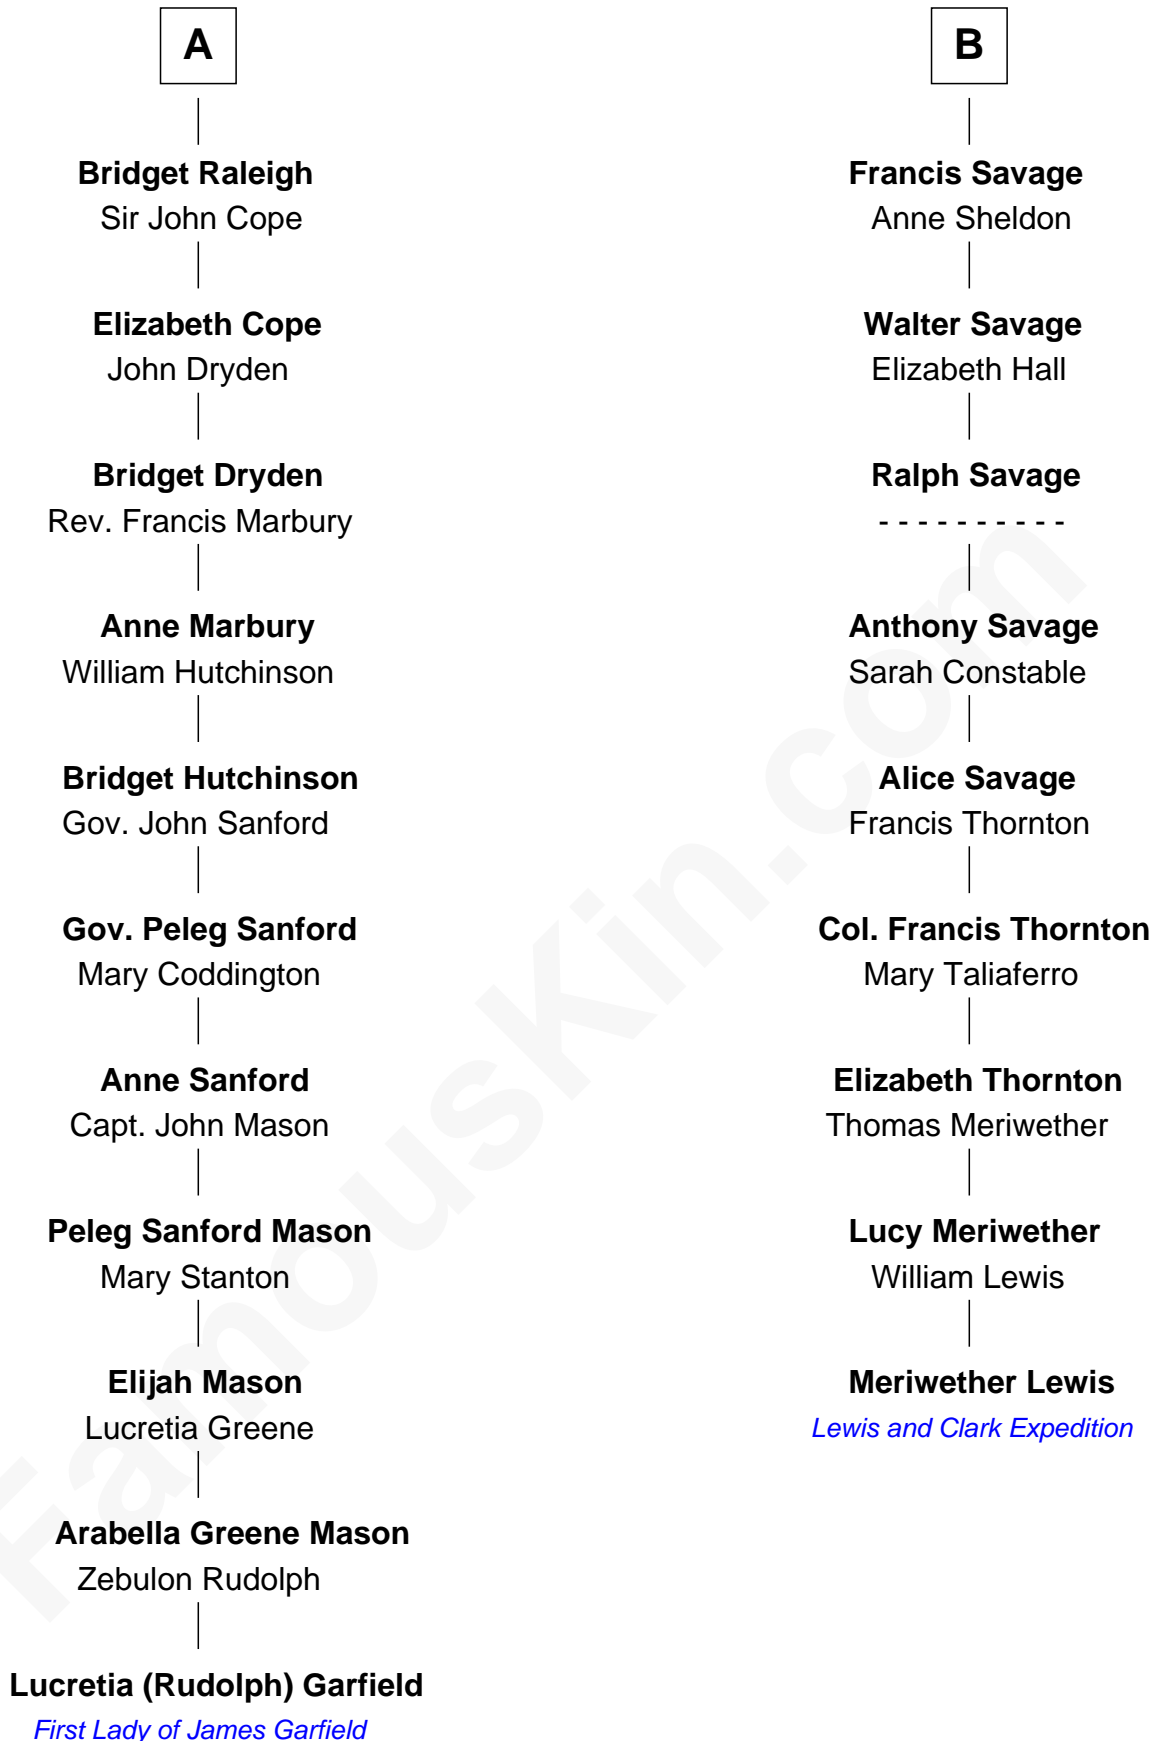 A
Bridget Raleigh
Sir John Cope
Elizabeth Cope
John Dryden
Bridget Dryden
Rev. Francis Marbury
Anne Marbury
William Hutchinson
Bridget Hutchinson
Gov. John Sanford
Gov. Peleg Sanford
Mary Coddington
Anne Sanford
Capt. John Mason
Peleg Sanford Mason
Mary Stanton
Elijah Mason
Lucretia Greene
Arabella Greene Mason
Zebulon Rudolph
Lucretia (Rudolph) Garfield
First Lady of James Garfield
B
Francis Savage
Anne Sheldon
Walter Savage
Elizabeth Hall
Ralph Savage
- - - - - - - - - -
Anthony Savage
Sarah Constable
Alice Savage
Francis Thornton
Col. Francis Thornton
Mary Taliaferro
Elizabeth Thornton
Thomas Meriwether
Lucy Meriwether
William Lewis
Meriwether Lewis
Lewis and Clark Expedition
FamousKin.com